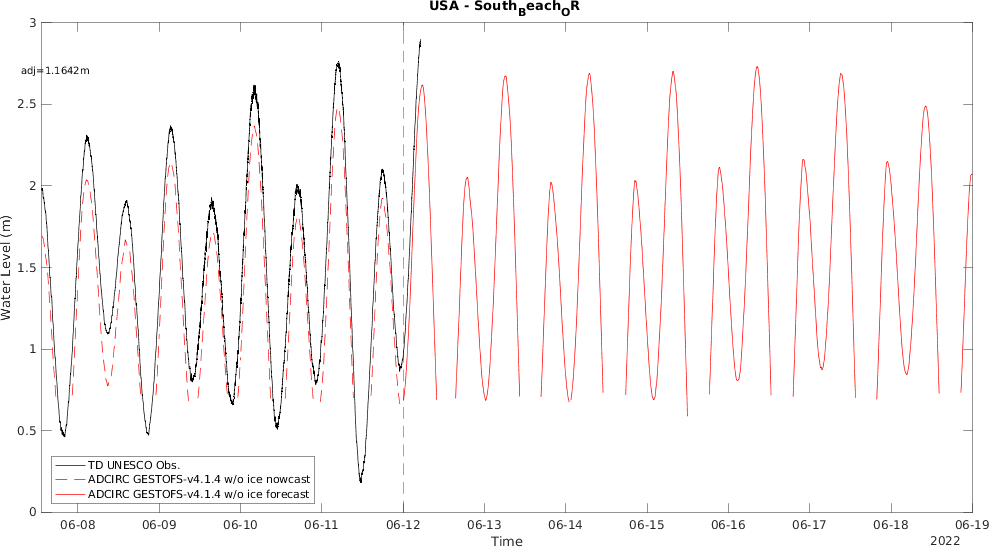 USA - South_Beach_OR
3
adj=1.1642m
2.5
2
1.5
1
0.5
0
Water Level (m)
TD UNESCO Obs.
ADCIRC GESTOFS-v4.1.4 w/o ice nowcast
ADCIRC GESTOFS-v4.1.4 w/o ice forecast
06-08 06-09 06-10 06-11 06-12 06-13 06-14 06-15 06-16 06-17 06-18 06-19
Time
2022